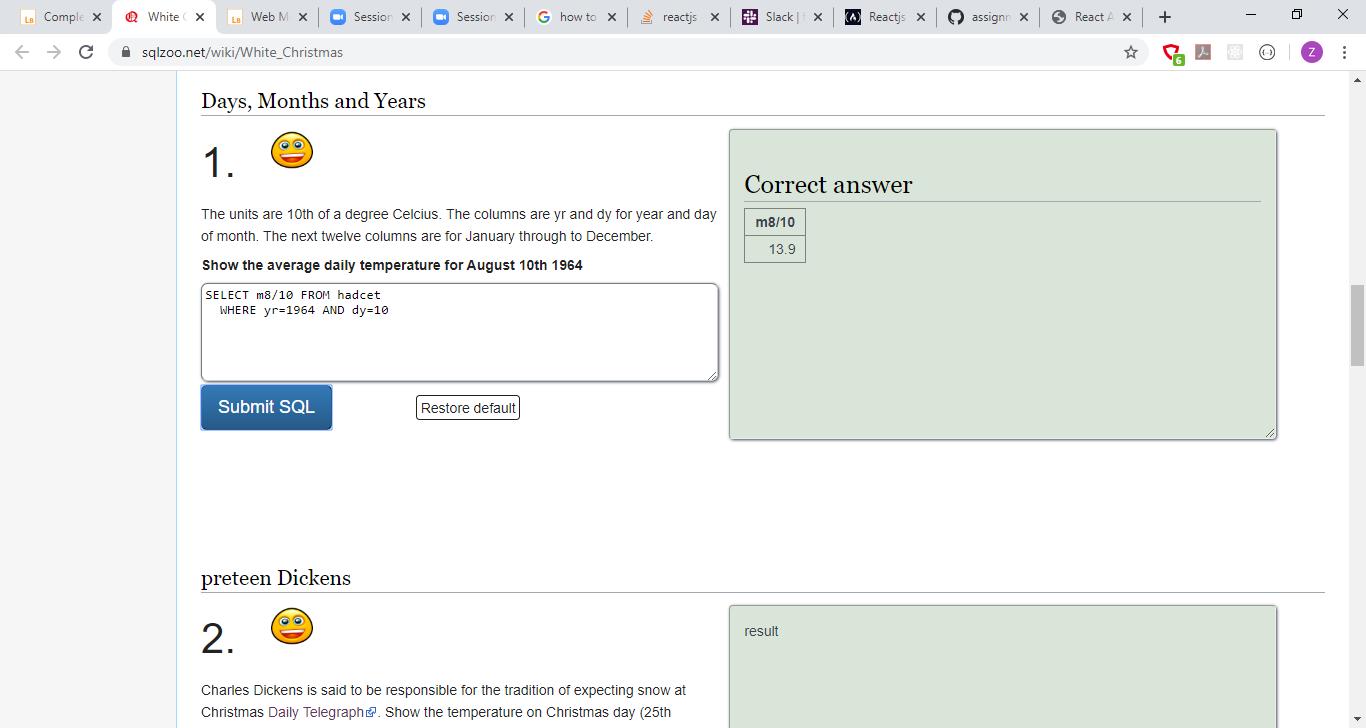 Comple
White C
Web M
Session
Session
how to
reactjs
Slack |
Reactjs
assignm
React A
sqlzoo.net/wiki/White_Christmas
6
Z
Days, Months and Years
1.
The units are 10th of a degree Celcius. The columns are yr and dy for year and day
of month. The next twelve columns are for January through to December.
Show the average daily temperature for August 10th 1964
SELECT m8/10 FROM hadcet
WHERE yr=1964 AND dy=10
Submit SQL
Restore default
Correct answer
m8/10
13.9
preteen Dickens
2.
Charles Dickens is said to be responsible for the tradition of expecting snow at
Christmas Daily Telegraph. Show the temperature on Christmas day (25th
result